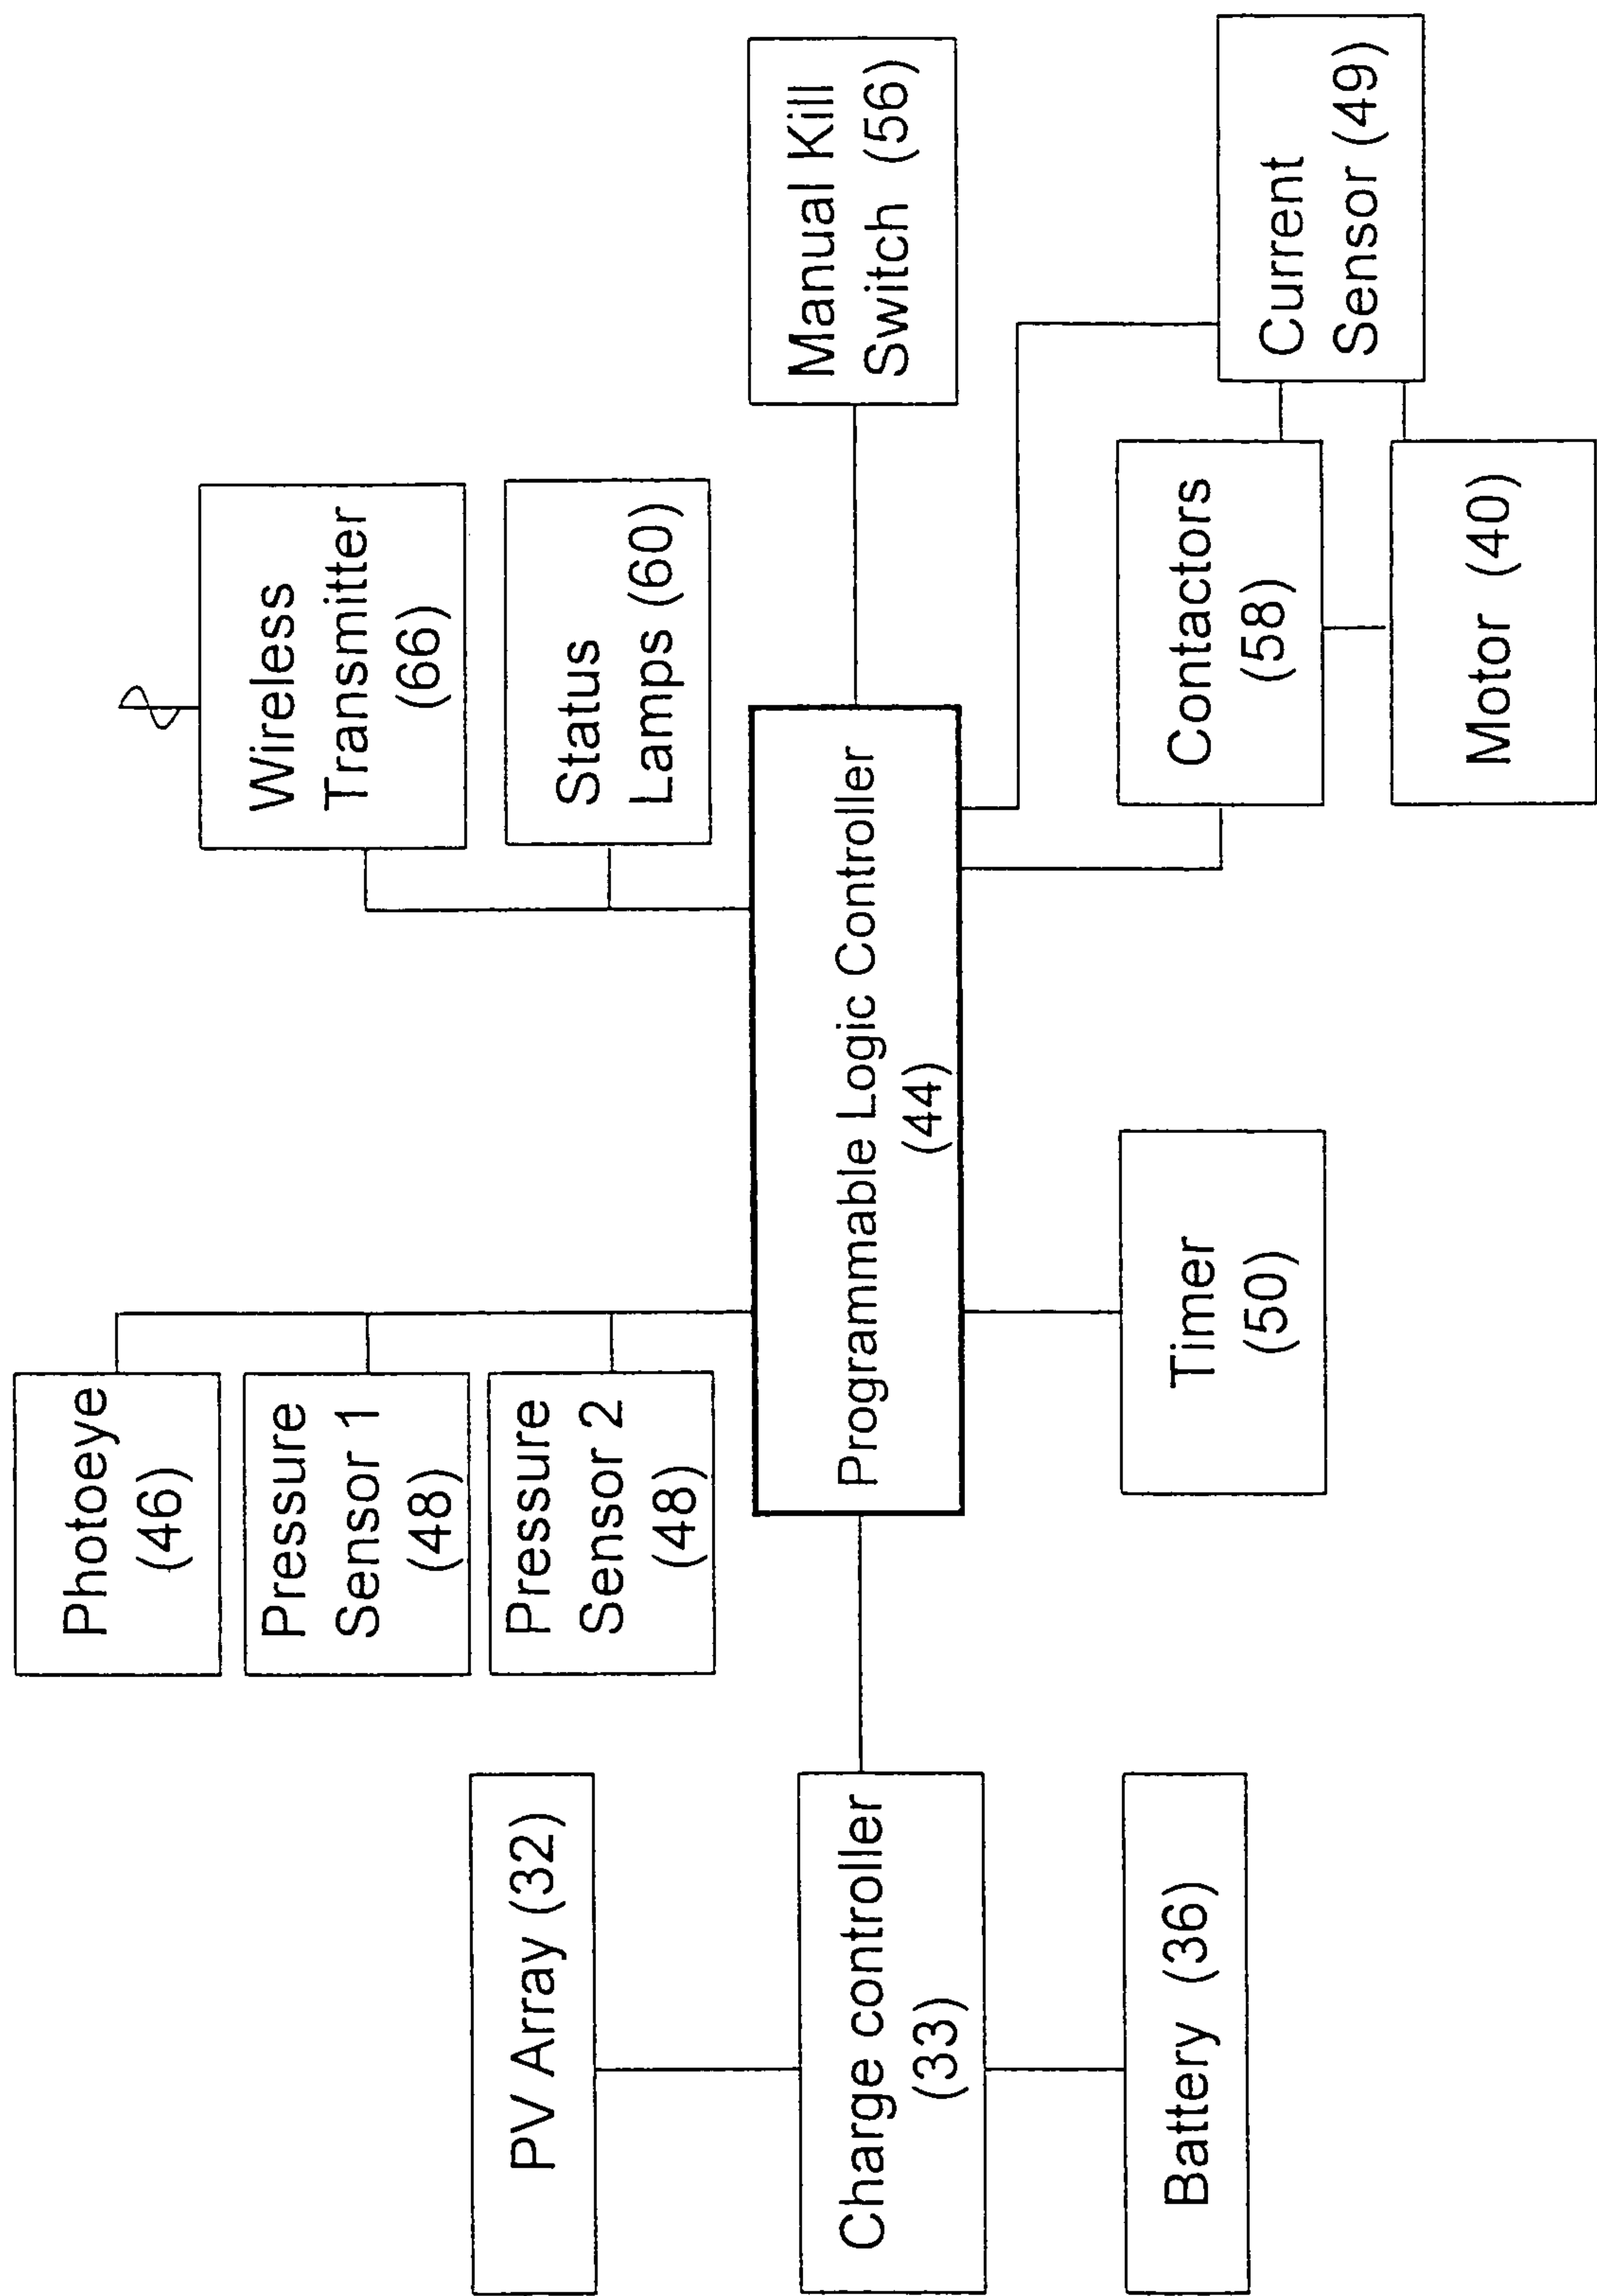 PV Array (32)
Charge controller
(33)
Battery (36)
Photoeye
(46)
Pressure
Sensor 1
(48)
Pressure
Sensor 2
(48)
Programmable Logic Controller
(44)
Timer
(50)
Wireless
Transmitter
(66)
Status
Lamps (60)
Manual Kill
Switch (56)
Contactors
(58)
Motor (40)
Current
Sensor (49)